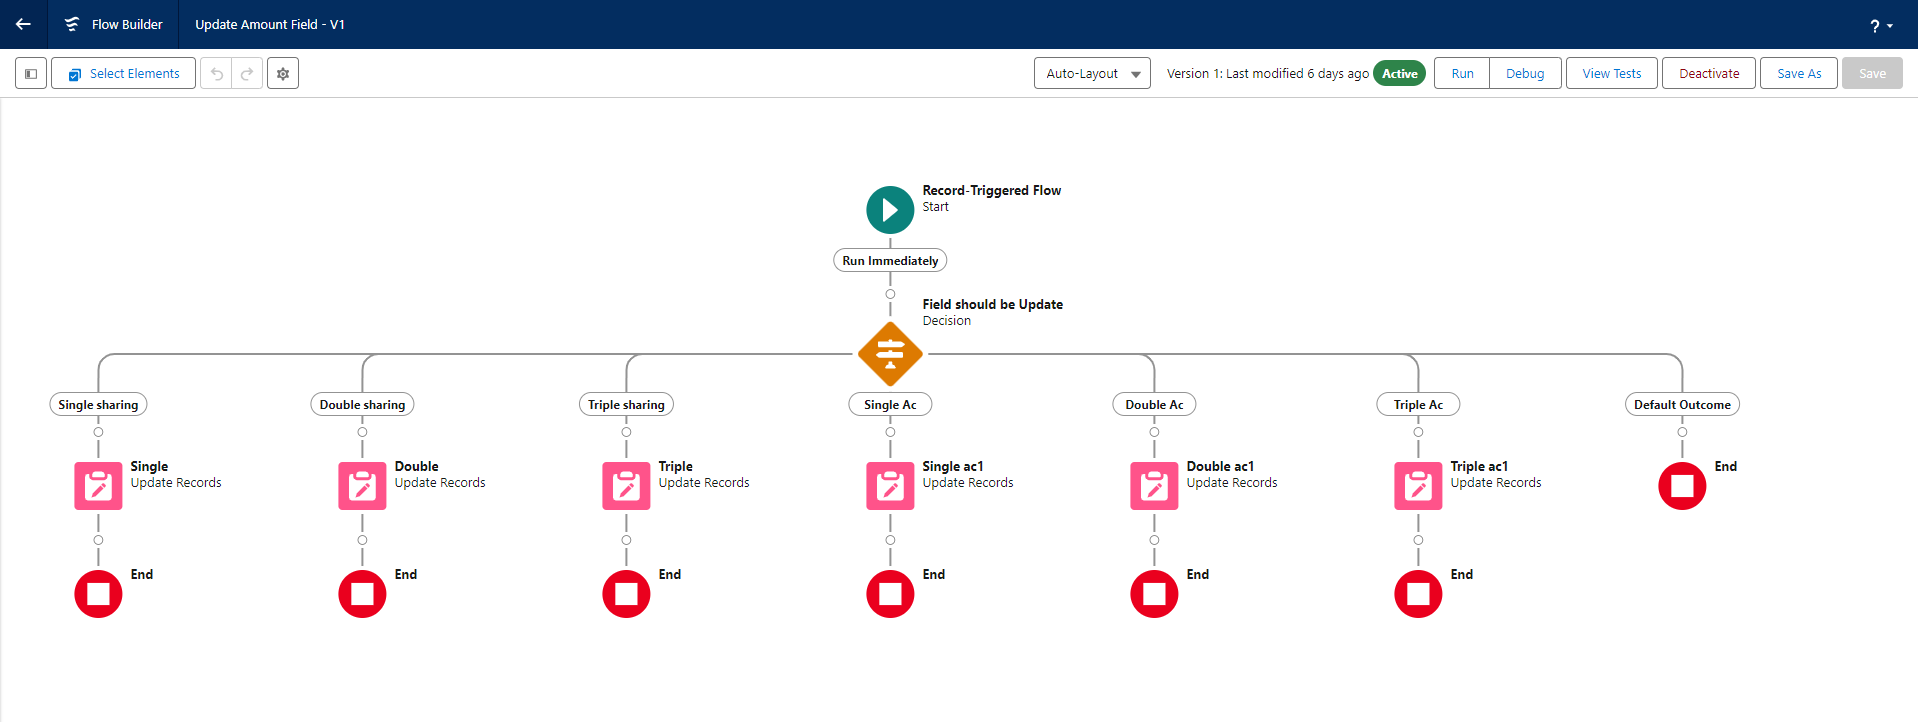 Flow Builder
Update Amount Field - V1
?
Select Elements
Auto-Layout
Version 1: Last modified 6 days ago
Active
Run
Debug
View Tests
Deactivate
Save As
Save
Record-Triggered Flow
Start
Run Immediately
Field should be Update
Decision
Single sharing
Double sharing
Triple sharing
Single Ac
Double Ac
Triple Ac
Default Outcome
Single
Update Records
Double
Update Records
Triple
Update Records
Single ac1
Update Records
Double ac1
Update Records
Triple ac1
Update Records
End
End
End
End
End
End
End